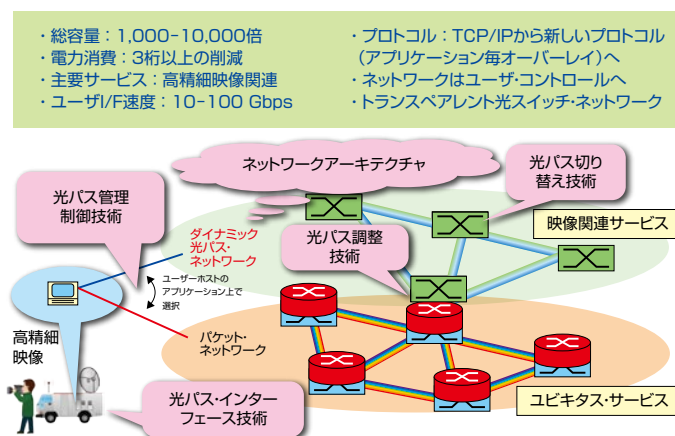 ・総容量：1,000-10,000倍
・電力消費：3桁以上の削減
・主要サービス：高精細映像関連
・ユーザI/F速度：10-100 Gbps
・プロトコル：TCP/IPから新しいプロトコル
（アプリケーション毎オーバーレイ）へ
・ネットワークはユーザ・コントロールへ
・トランスペアレント光スイッチ・ネットワーク
ネットワークアーキテクチャ
光パス切り
替え技術
光パス管理
制御技術
映像関連サービス
ダイナミック
光パス・
ネットワーク
光パス調整
技術
ユーザーホストの
アプリケーション上で
選択
高精細
映像
パケット・
ネットワーク
光パス・インター
フェース技術
ユビキタス・サービス